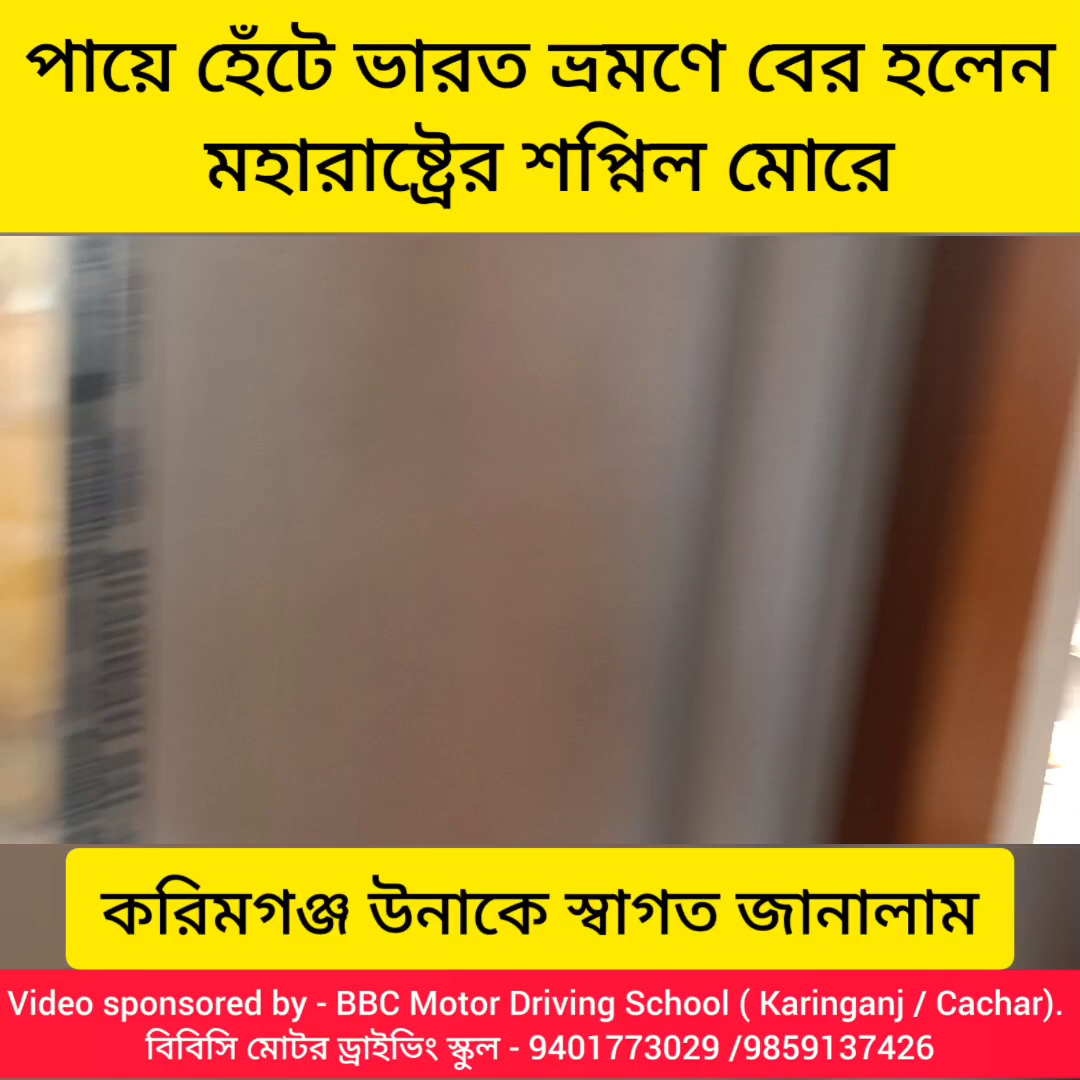 পায়ে হেঁটে ভারত ভ্রমণে বের হলেন
মহারাষ্ট্রের শপ্নিল মোরে
করিমগঞ্জ উনাকে স্বাগত জানালাম
Video sponsored by - BBC Motor Driving School ( Karinganj / Cachar).
বিবিসি মোটর ড্রাইভিং স্কুল - 9401773029 /9859137426